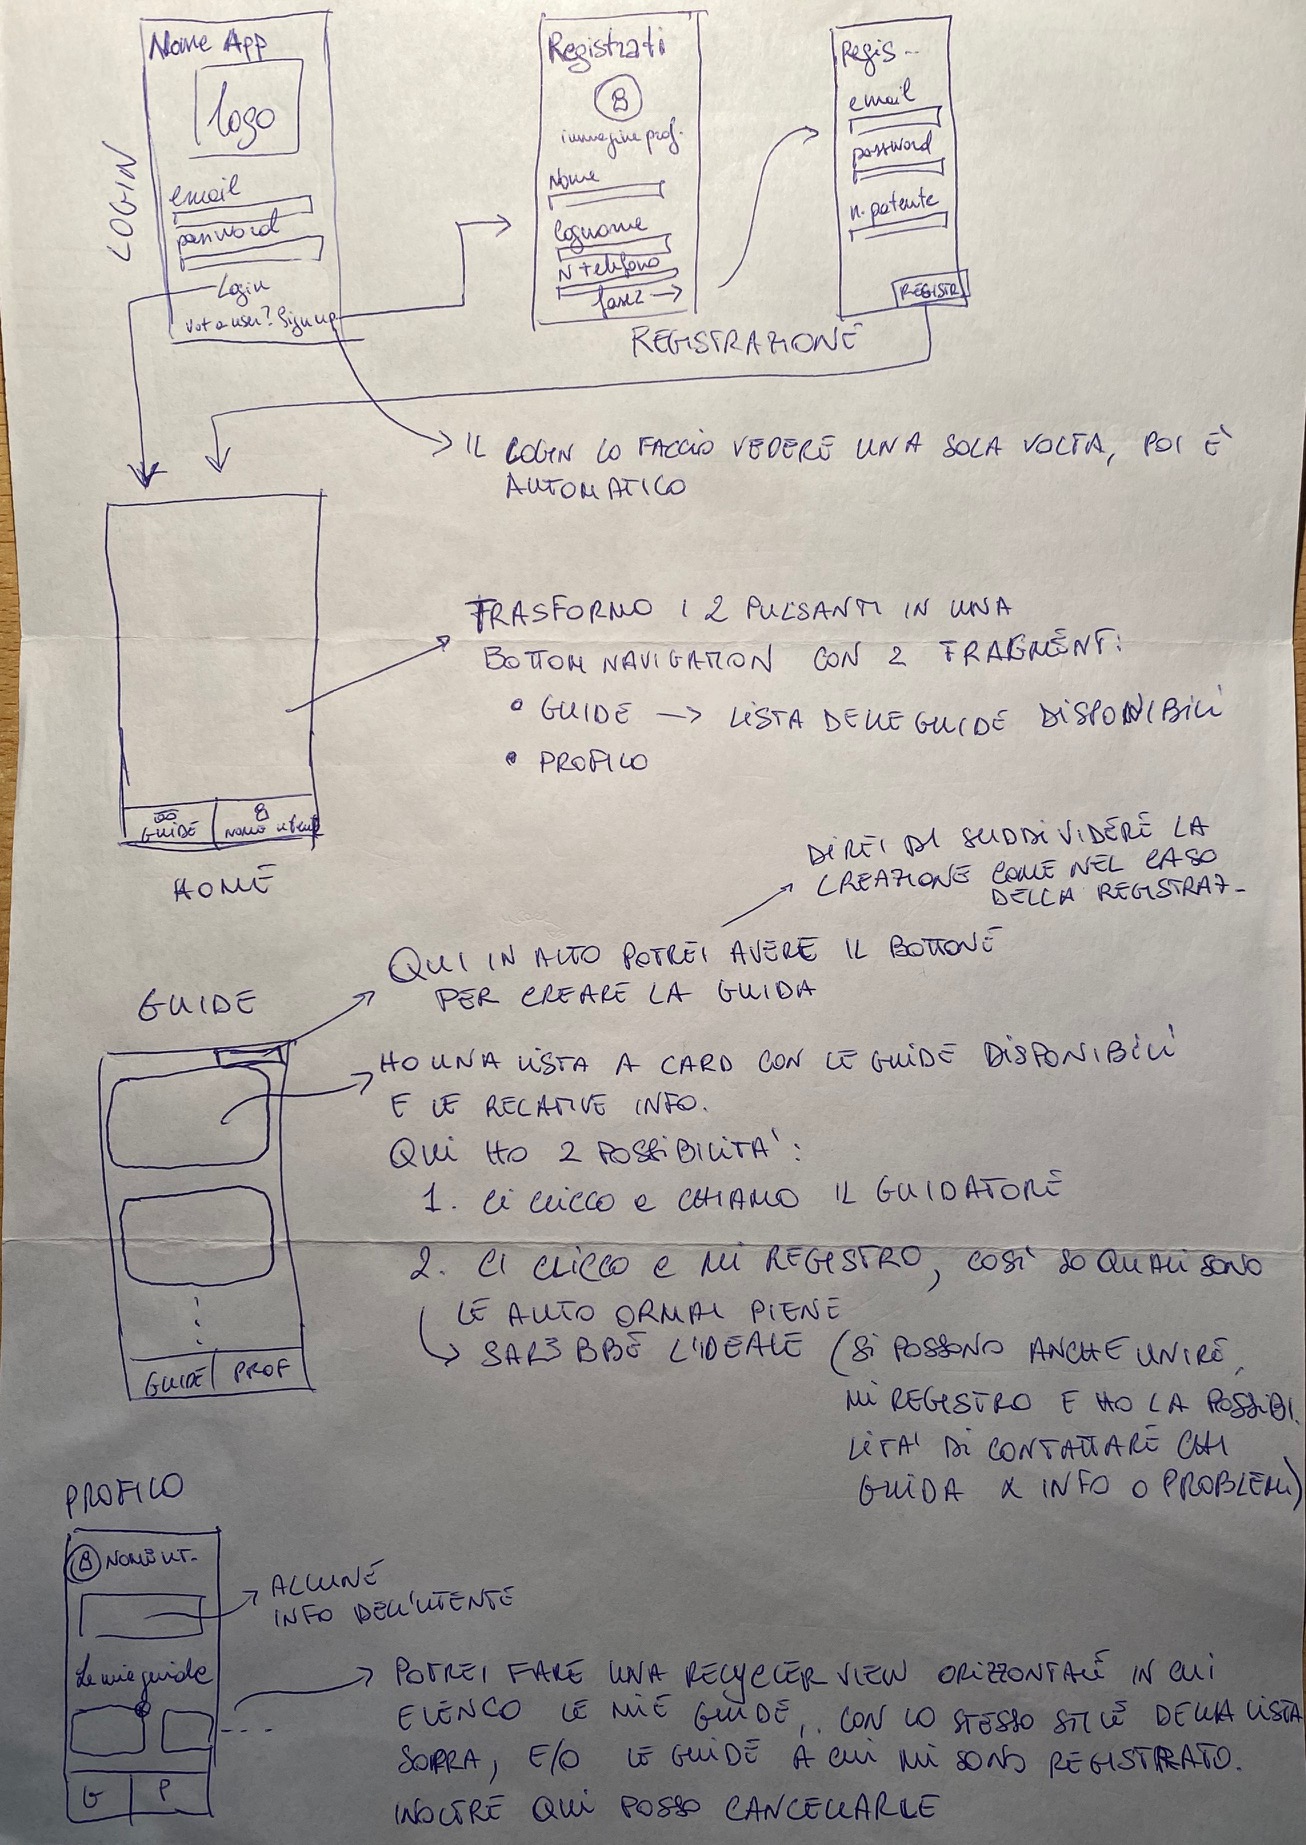 Nome App
logo
LOGIN
email
password
Login
Not a user? Sign up
Registrati
immagine prof.
Nome
Cognome
N telefono
fase 2 →
REGISTRAZIONE
Regis...
email
password
n. patente
REGISTR
IL LOGIN LO FACCIO VEDERE UNA SOLA VOLTA, POI È
AUTOMATICO
GUIDE
NOME utente
HOME
TRASFORMO I 2 PULSANTI IN UNA
BOTTOM NAVIGATION CON 2 FRAGMENT:
• GUIDE → LISTA DELLE GUIDE DISPONIBILI
• PROFILO
DIREI DI SUDDIVIDERE LA
CREAZIONE COME NEL CASO
DELLA REGISTRAZ-
QUI IN ALTO POTREI AVERE IL BOTTONE
PER CREARE LA GUIDA
GUIDE
HO UNA LISTA A CARD CON LE GUIDE DISPONIBILI
E LE RELATIVE INFO.
QUI HO 2 POSSIBILITA':
1. CI CLICCO e CHIAMO IL GUIDATORE
2. CI CLICCO e MI REGISTRO, COSÌ SO QUALI SONO
LE AUTO ORMAI PIENE
SAREBBE L'IDEALE (SI POSSONO ANCHE UNIRE,
MI REGISTRO E HO LA POSSIBI
LITA' DI CONTATTARE CHI
GUIDA X INFO O PROBLEMI)
GUIDE PROF
PROFILO
NOME UT.
ALCUNE
INFO DELL'UTENTE
Le mie guide
G P
POTREI FARE UNA RECYCLER VIEW ORIZZONTALE IN CUI
ELENCO LE MIE GUIDE, CON LO STESSO STILE DELLA LISTA
SOPRA, E/O LE GUIDE A CUI MI SONO REGISTRATO.
INOLTRE QUI POSSO CANCELLARLE